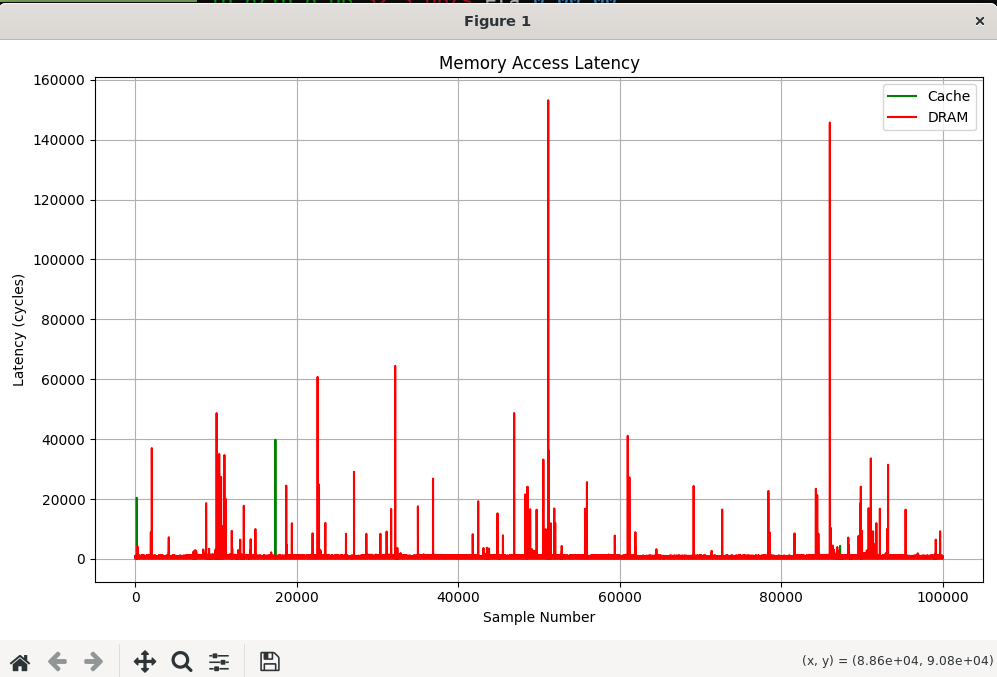 Figure 1
×
Memory Access Latency
160000
140000
120000
100000
80000
60000
40000
20000
0
Latency (cycles)
Cache
DRAM
0 20000 40000 60000 80000 100000
Sample Number
(x, y) = (8.86e+04, 9.08e+04)